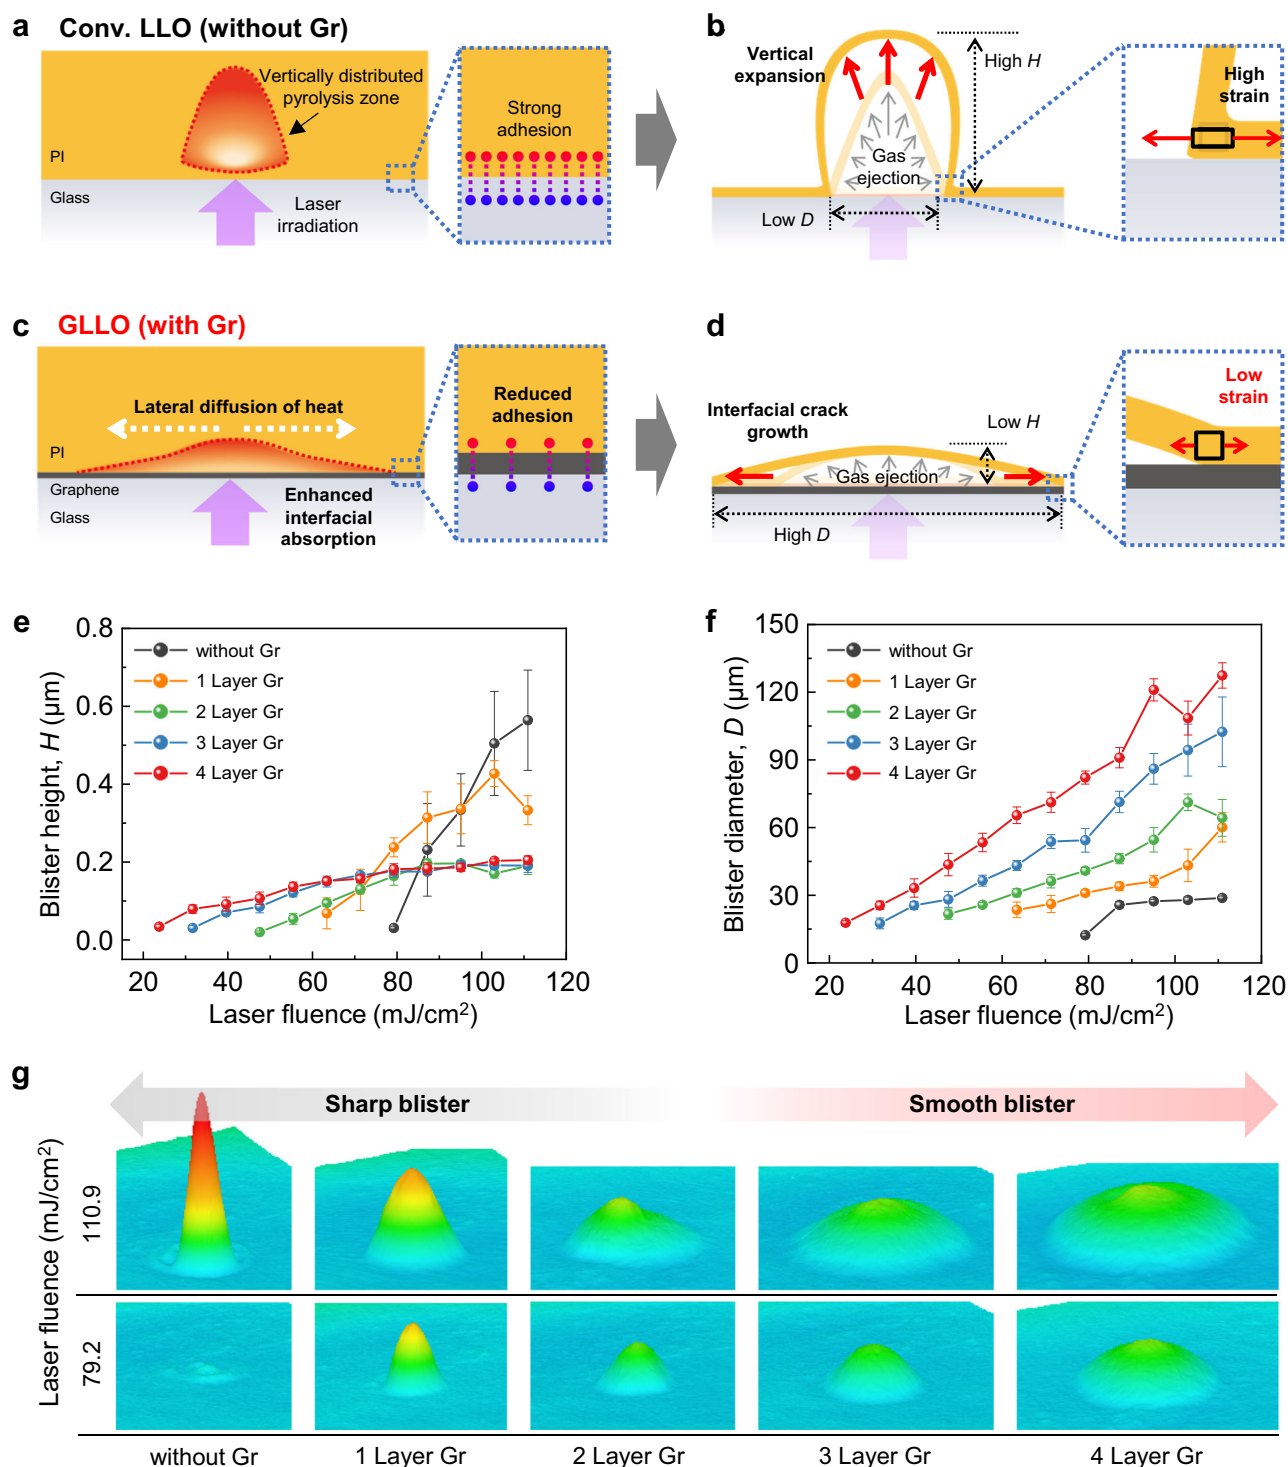 a Conv. LLO (without Gr)
Vertically distributed
pyrolysis zone
PI
Glass
Laser
irradiation
Strong
adhesion
b
Vertical
expansion
High H
Gas
ejection
Low D
High
strain
c GLLO (with Gr)
Lateral diffusion of heat
PI
Graphene
Glass
Enhanced
interfacial
absorption
Reduced
adhesion
d
Interfacial crack
growth
Low H
Gas ejection
High D
Low
strain
e
Blister height, H (μm)
0.8
0.6
0.4
0.2
0.0
without Gr
1 Layer Gr
2 Layer Gr
3 Layer Gr
4 Layer Gr
20 40 60 80 100 120
Laser fluence (mJ/cm²)
f
Blister diameter, D (μm)
150
120
90
60
30
0
without Gr
1 Layer Gr
2 Layer Gr
3 Layer Gr
4 Layer Gr
20 40 60 80 100 120
Laser fluence (mJ/cm²)
g
Sharp blister
Smooth blister
Laser fluence (mJ/cm²)
110.9
79.2
without Gr 1 Layer Gr 2 Layer Gr 3 Layer Gr 4 Layer Gr